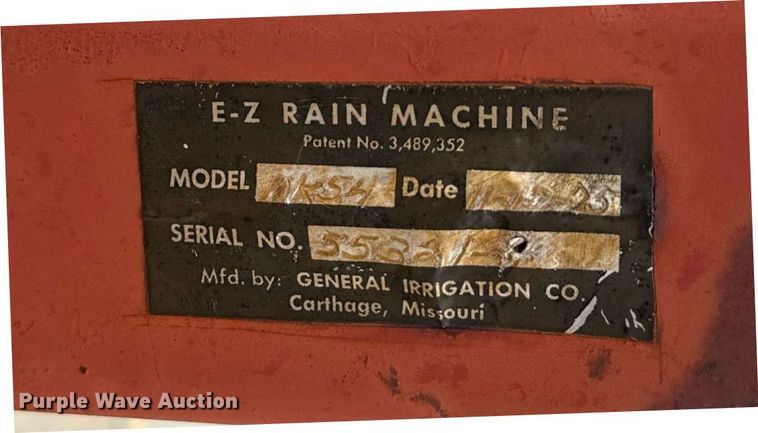 E-Z RAIN MACHINE
Patent No. 3,489,352
MODEL Date
SERIAL NO.
Mfd. by: GENERAL IRRIGATION CO.
Carthage, Missouri
Purple Wave Auction